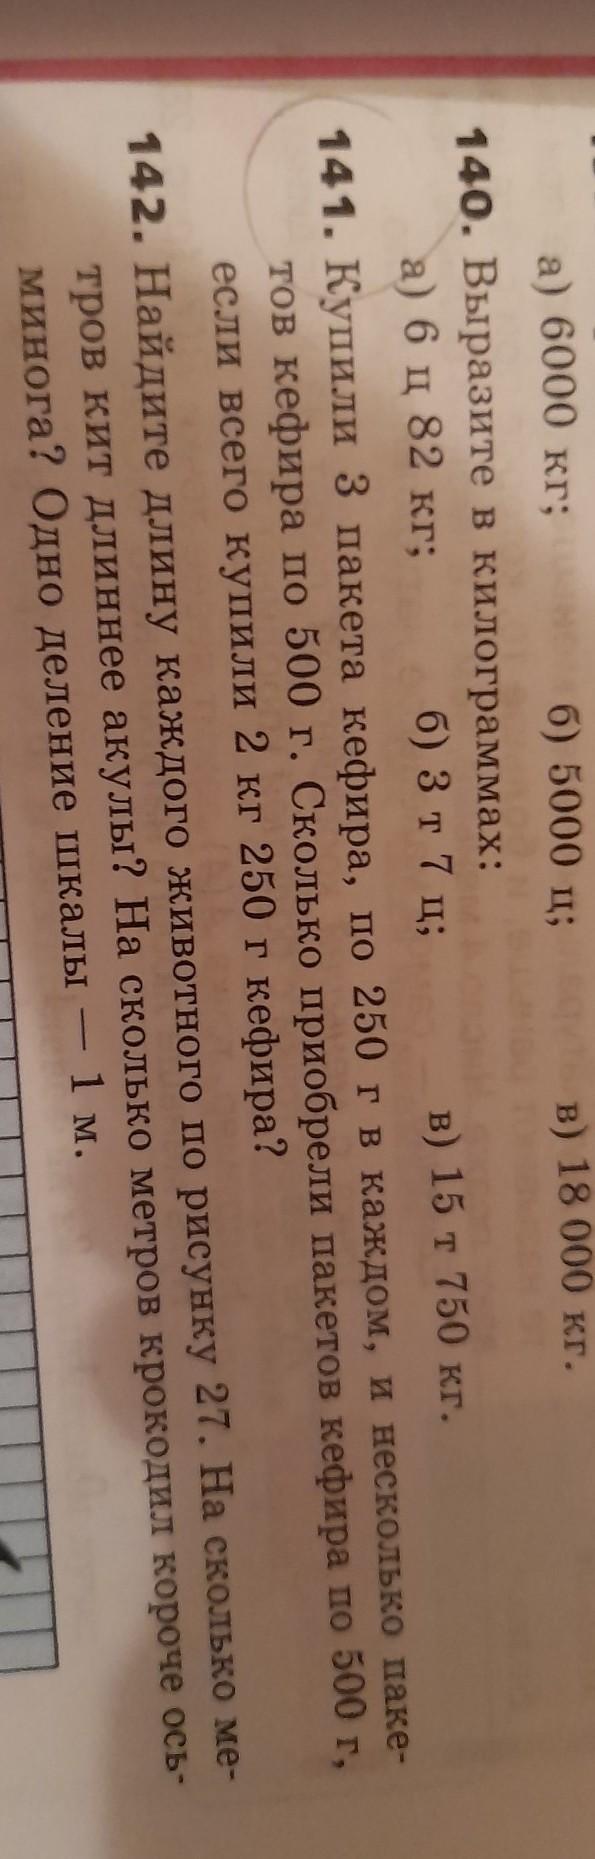 а) 6000 кг; б) 5000 ц; в) 18 000 кг.
140. Выразите в килограммах:
а) 6 ц 82 кг; б) 3 т 7 ц; в) 15 т 750 кг.
141. Купили 3 пакета кефира, по 250 г в каждом, и несколько паке-
тов кефира по 500 г. Сколько приобрели пакетов кефира по 500 г,
если всего купили 2 кг 250 г кефира?
142. Найдите длину каждого животного по рисунку 27. На сколько ме-
тров кит длиннее акулы? На сколько метров крокодил короче ось-
минога? Одно деление шкалы — 1 м.